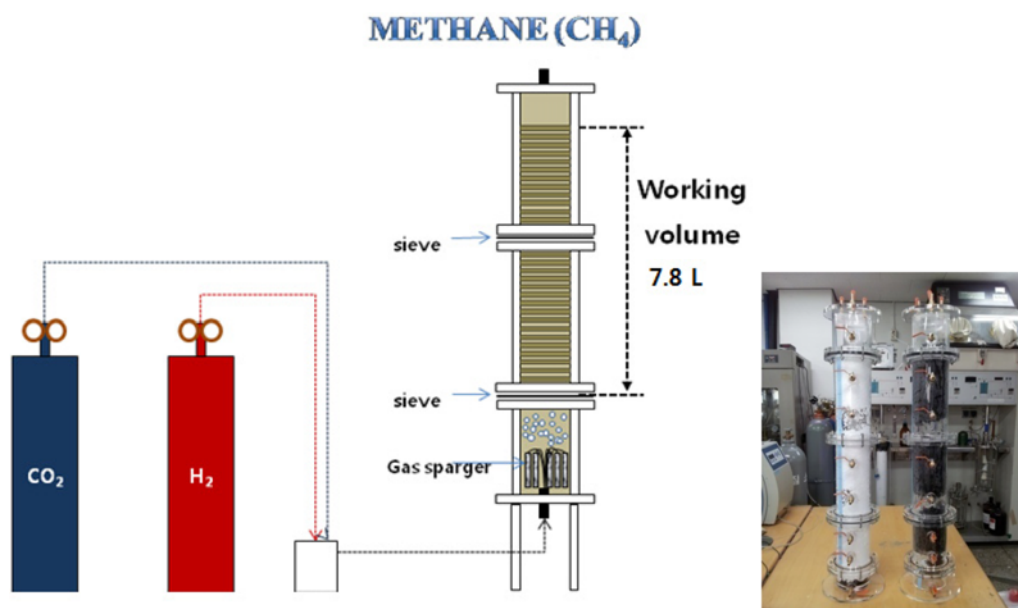 METHANE (CH₄)
Working
volume
7.8 L
sieve
sieve
Gas sparger
CO₂
H₂